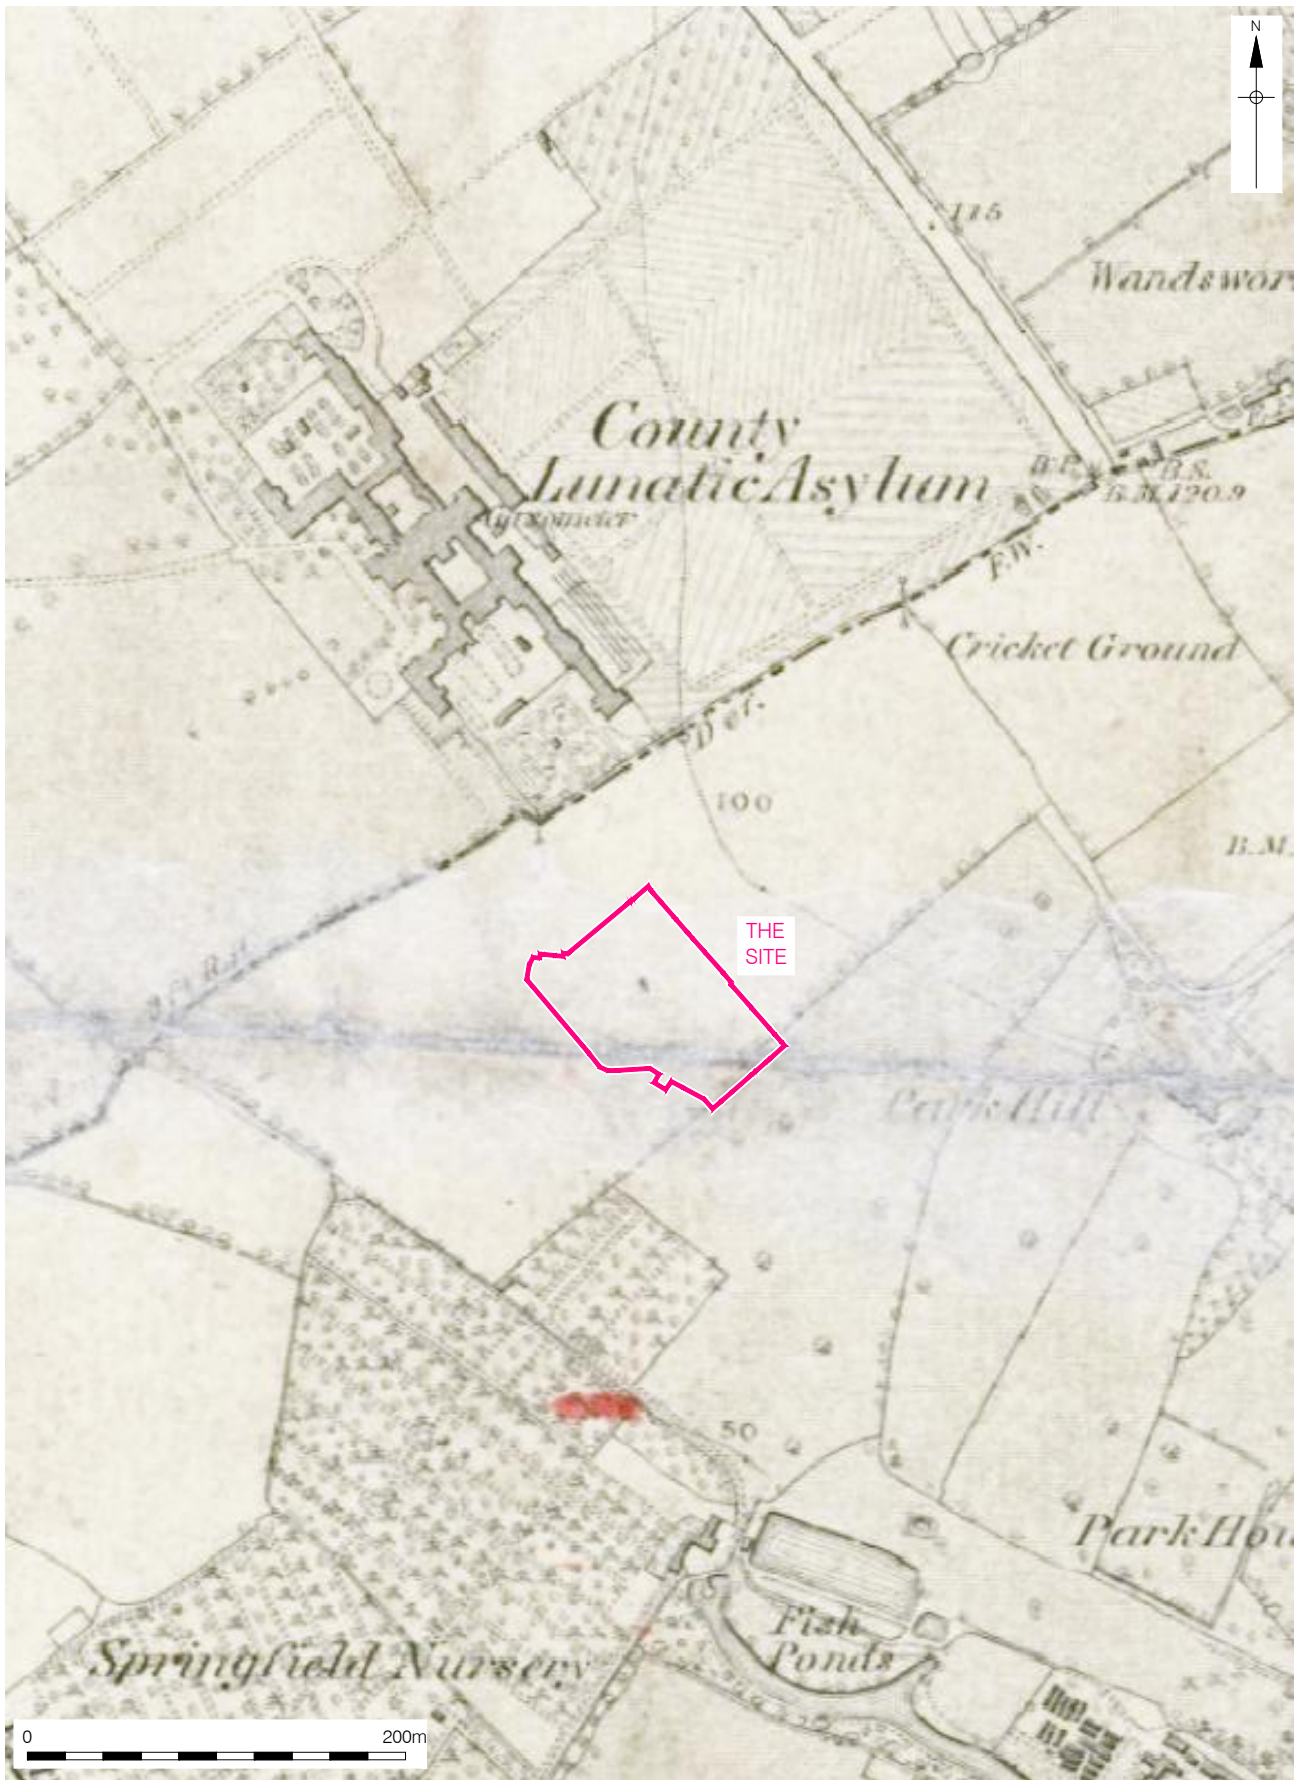 N
115
Wandswor
County
Lunatic Asylum
B.S.
B.M.120.9
F.W.
Cricket Ground
Def.
100
B.M.
THE
SITE
Park Hill
50
Park Hou
Fish
Ponds
Springfield Nursery
0 200m